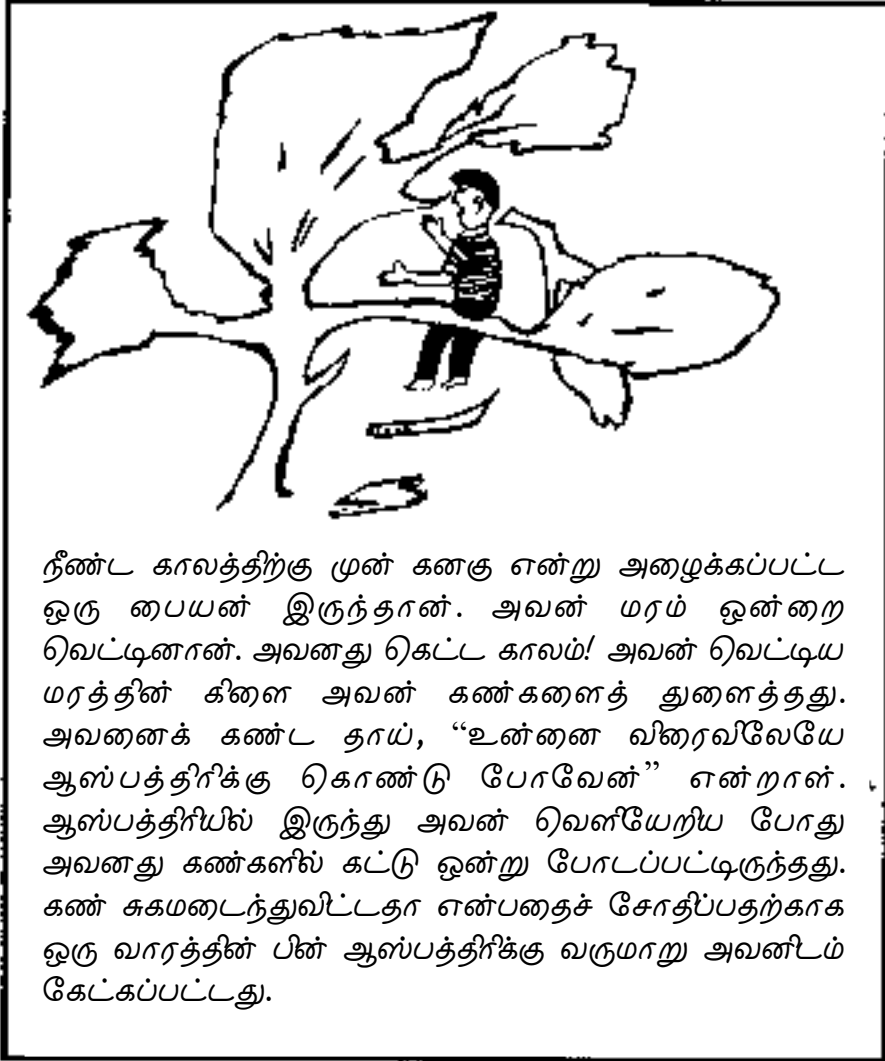 நீண்ட காலத்திற்கு முன் கனகு என்று அழைக்கப்பட்ட
ஒரு பையன் இருந்தான். அவன் மரம் ஒன்றை
வெட்டினான். அவனது கெட்ட காலம்! அவன் வெட்டிய
மரத்தின் கிளை அவன் கண்களைத் துளைத்தது.
அவனைக் கண்ட தாய், “உன்னை விரைவிலேயே
ஆஸ்பத்திரிக்கு கொண்டு போவேன்” என்றாள்.
ஆஸ்பத்திரியில் இருந்து அவன் வெளியேறிய போது
அவனது கண்களில் கட்டு ஒன்று போடப்பட்டிருந்தது.
கண் சுகமடைந்துவிட்டதா என்பதைச் சோதிப்பதற்காக
ஒரு வாரத்தின் பின் ஆஸ்பத்திரிக்கு வருமாறு அவனிடம்
கேட்கப்பட்டது.